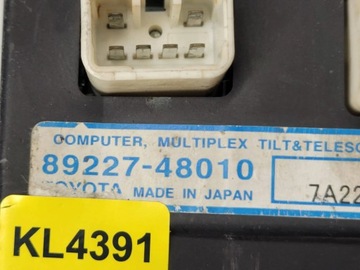 COMPUTER, MULTIPLEX TILT&TELESC
89227-48010
TOYOTA MADE IN JAPAN 7A22
KL4391